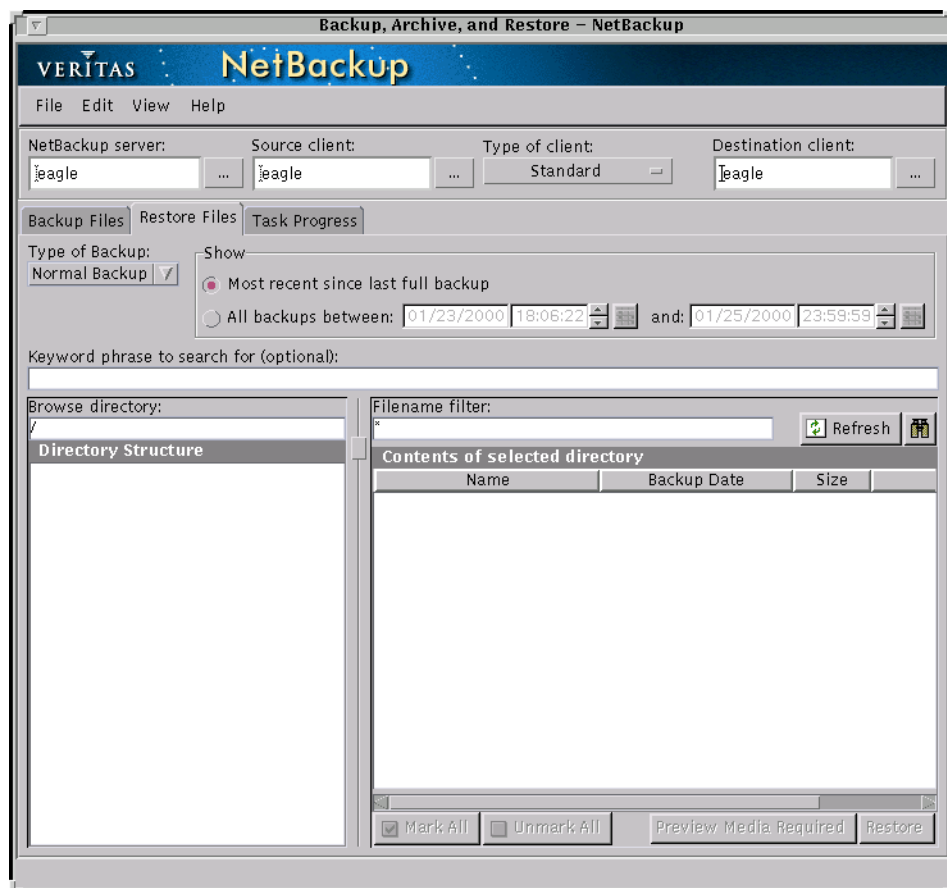 Backup, Archive, and Restore – NetBackup
VERITAS NetBackup
File Edit View Help
NetBackup server: Source client: Type of client: Destination client:
eagle ... eagle ... Standard eagle ...
Backup Files Restore Files Task Progress
Type of Backup: Show
Normal Backup
Most recent since last full backup
All backups between: 01/23/2000 18:06:22 and: 01/25/2000 23:59:59
Keyword phrase to search for (optional):
Browse directory: Filename filter:
/ * Refresh
Directory Structure Contents of selected directory
Name Backup Date Size
Mark All Unmark All Preview Media Required Restore